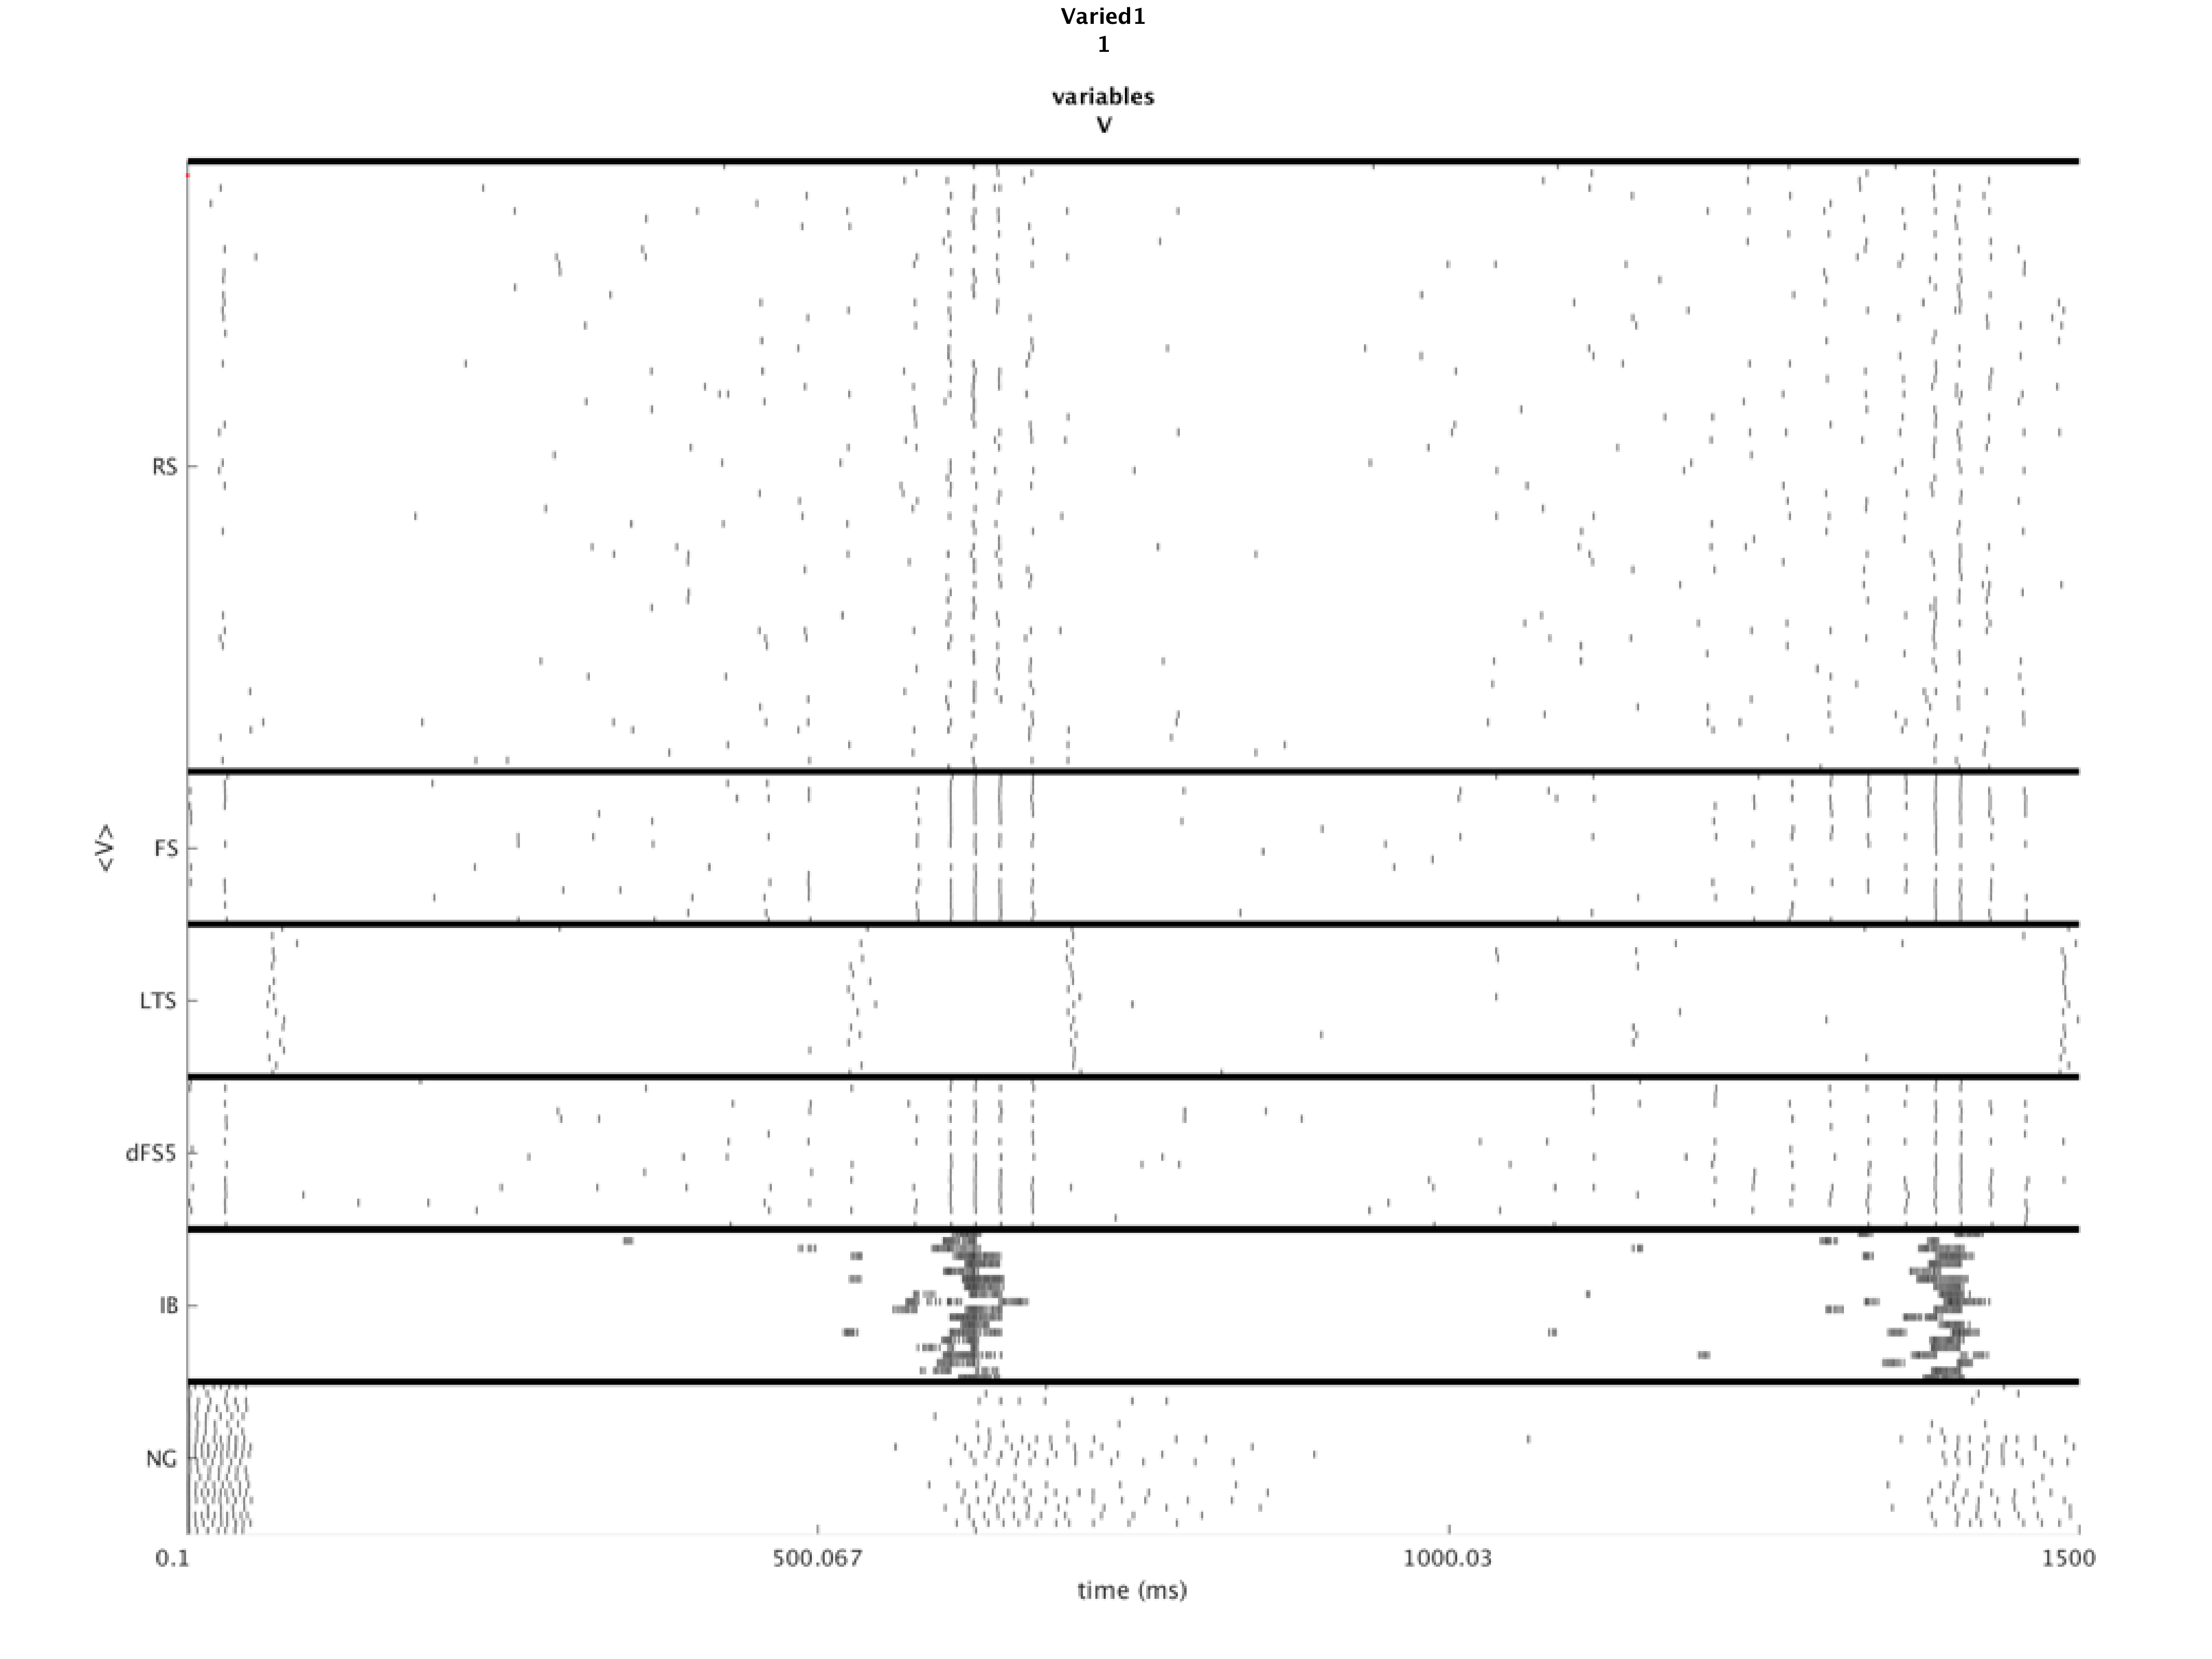 Varied1
1
variables
V
RS
<V>
FS
LTS
dFS5
IB
NG
0.1 500.067 1000.03 1500
time (ms)